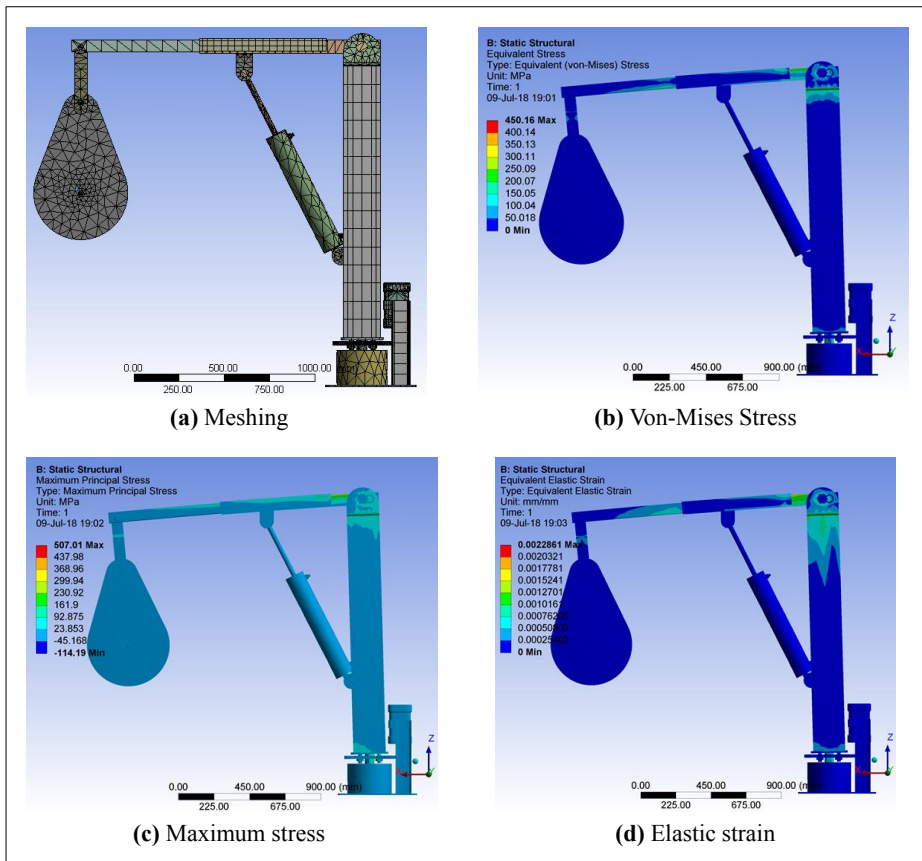 0.00
500.00
1000.00 (mm)
250.00
750.00
(a) Meshing
B: Static Structural
Equivalent Stress
Type: Equivalent (von-Mises) Stress
Unit: MPa
Time: 1
09-Jul-18 19:01
450.16 Max
400.14
350.13
300.11
250.09
200.07
150.05
100.04
50.018
0 Min
Z
X
Y
0.00
450.00
900.00 (mm)
225.00
675.00
(b) Von-Mises Stress
B: Static Structural
Maximum Principal Stress
Type: Maximum Principal Stress
Unit: MPa
Time: 1
09-Jul-18 19:02
507.01 Max
437.98
368.96
299.94
230.92
161.9
92.875
23.853
-45.168
-114.19 Min
Z
X
Y
0.00
450.00
900.00 (mm)
225.00
675.00
(c) Maximum stress
B: Static Structural
Equivalent Elastic Strain
Type: Equivalent Elastic Strain
Unit: mm/mm
Time: 1
09-Jul-18 19:03
0.0022861 Max
0.0020321
0.0017781
0.0015241
0.0012701
0 Min
Z
X
Y
0.00
450.00
900.00 (mm)
225.00
675.00
(d) Elastic strain